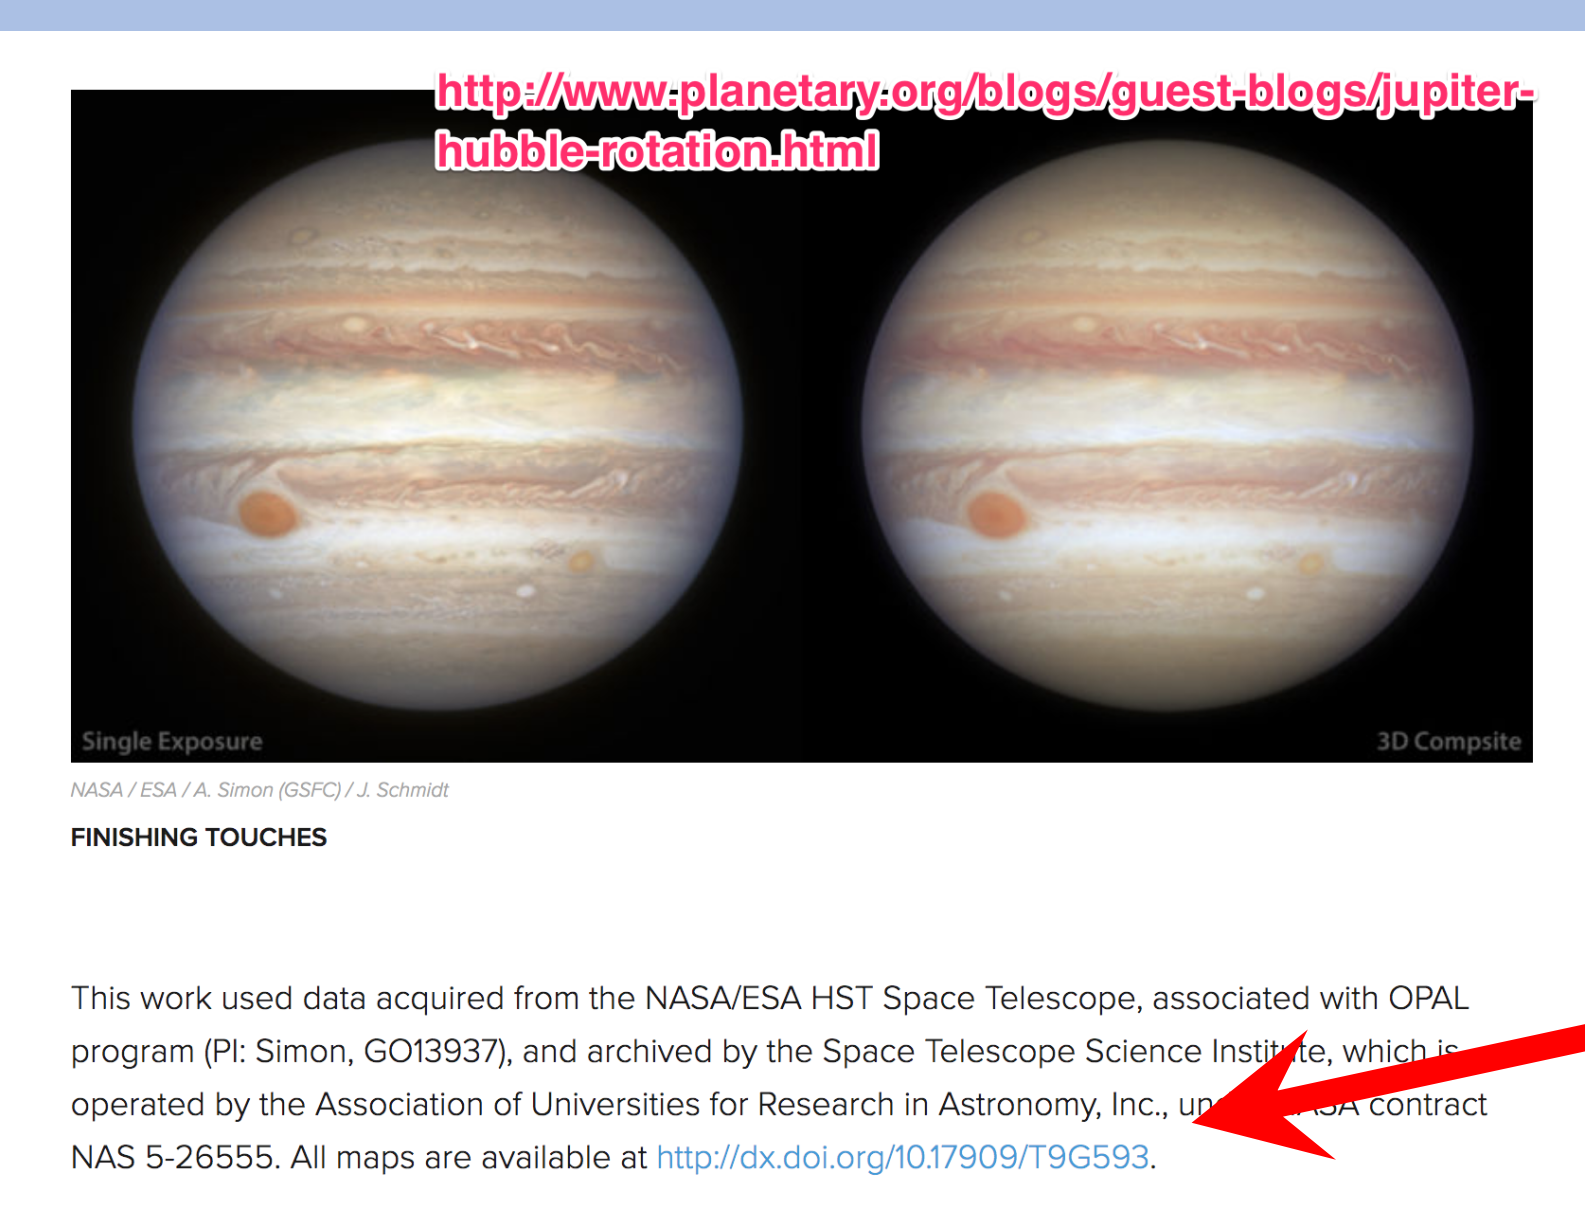 http://www.planetary.org/blogs/guest-blogs/jupiter-
hubble-rotation.html
Single Exposure
3D Compsite
NASA / ESA / A. Simon (GSFC) / J. Schmidt
FINISHING TOUCHES
This work used data acquired from the NASA/ESA HST Space Telescope, associated with OPAL
program (PI: Simon, GO13937), and archived by the Space Telescope Science Institute, which is
operated by the Association of Universities for Research in Astronomy, Inc., contract
NAS 5-26555. All maps are available at http://dx.doi.org/10.17909/T9G593.